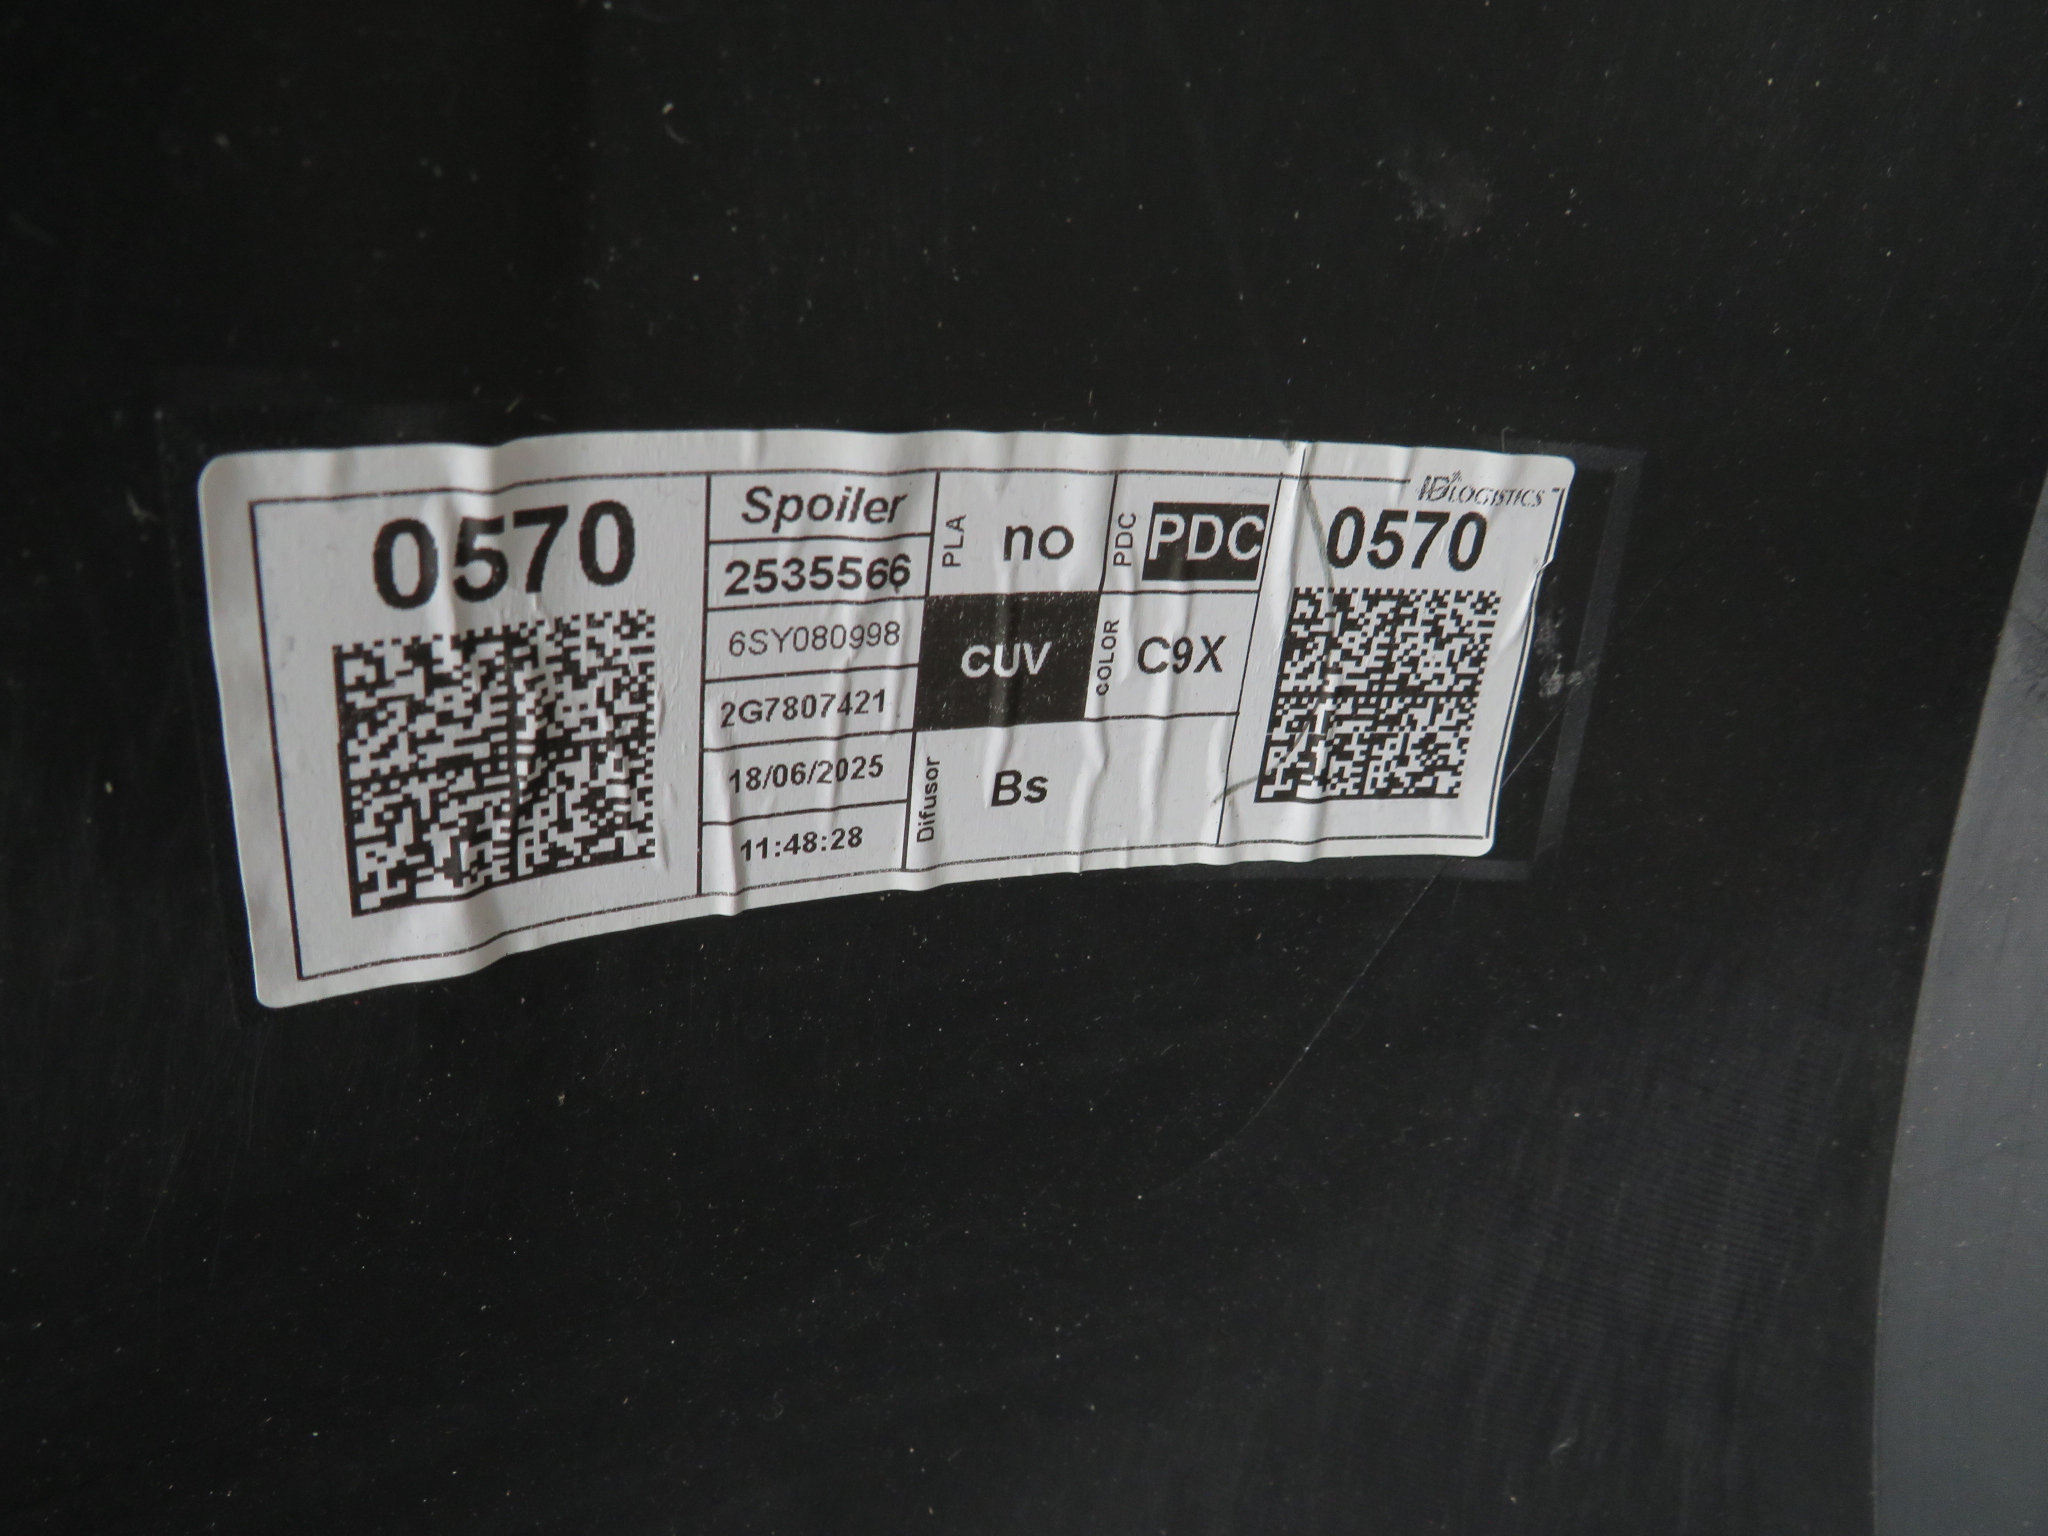 0570
Spoiler
2535566
6SY080998
2G7807421
18/06/2025
11:48:28
PLA no
CUV
Difusor Bs
PDC PDC
COLOR C9X
IDLOGISTICS
0570